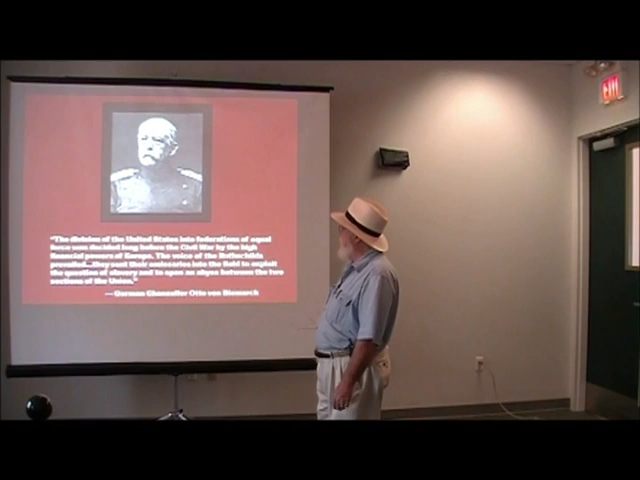 EXIT
"The division of the United States into federations of equal
force was decided long before the Civil War by the high
financial powers of Europe. The voice of the Rothschilds
prevailed...they sent their emissaries into the field to exploit
the question of slavery and to open an abyss between the two
sections of the Union."
— German Chancellor Otto von Bismarck